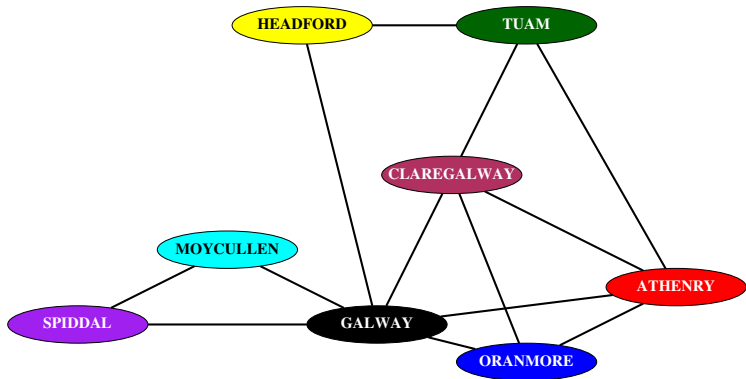 HEADFORD
TUAM
CLAREGALWAY
MOYCULLEN
ATHENRY
SPIDDAL
GALWAY
ORANMORE